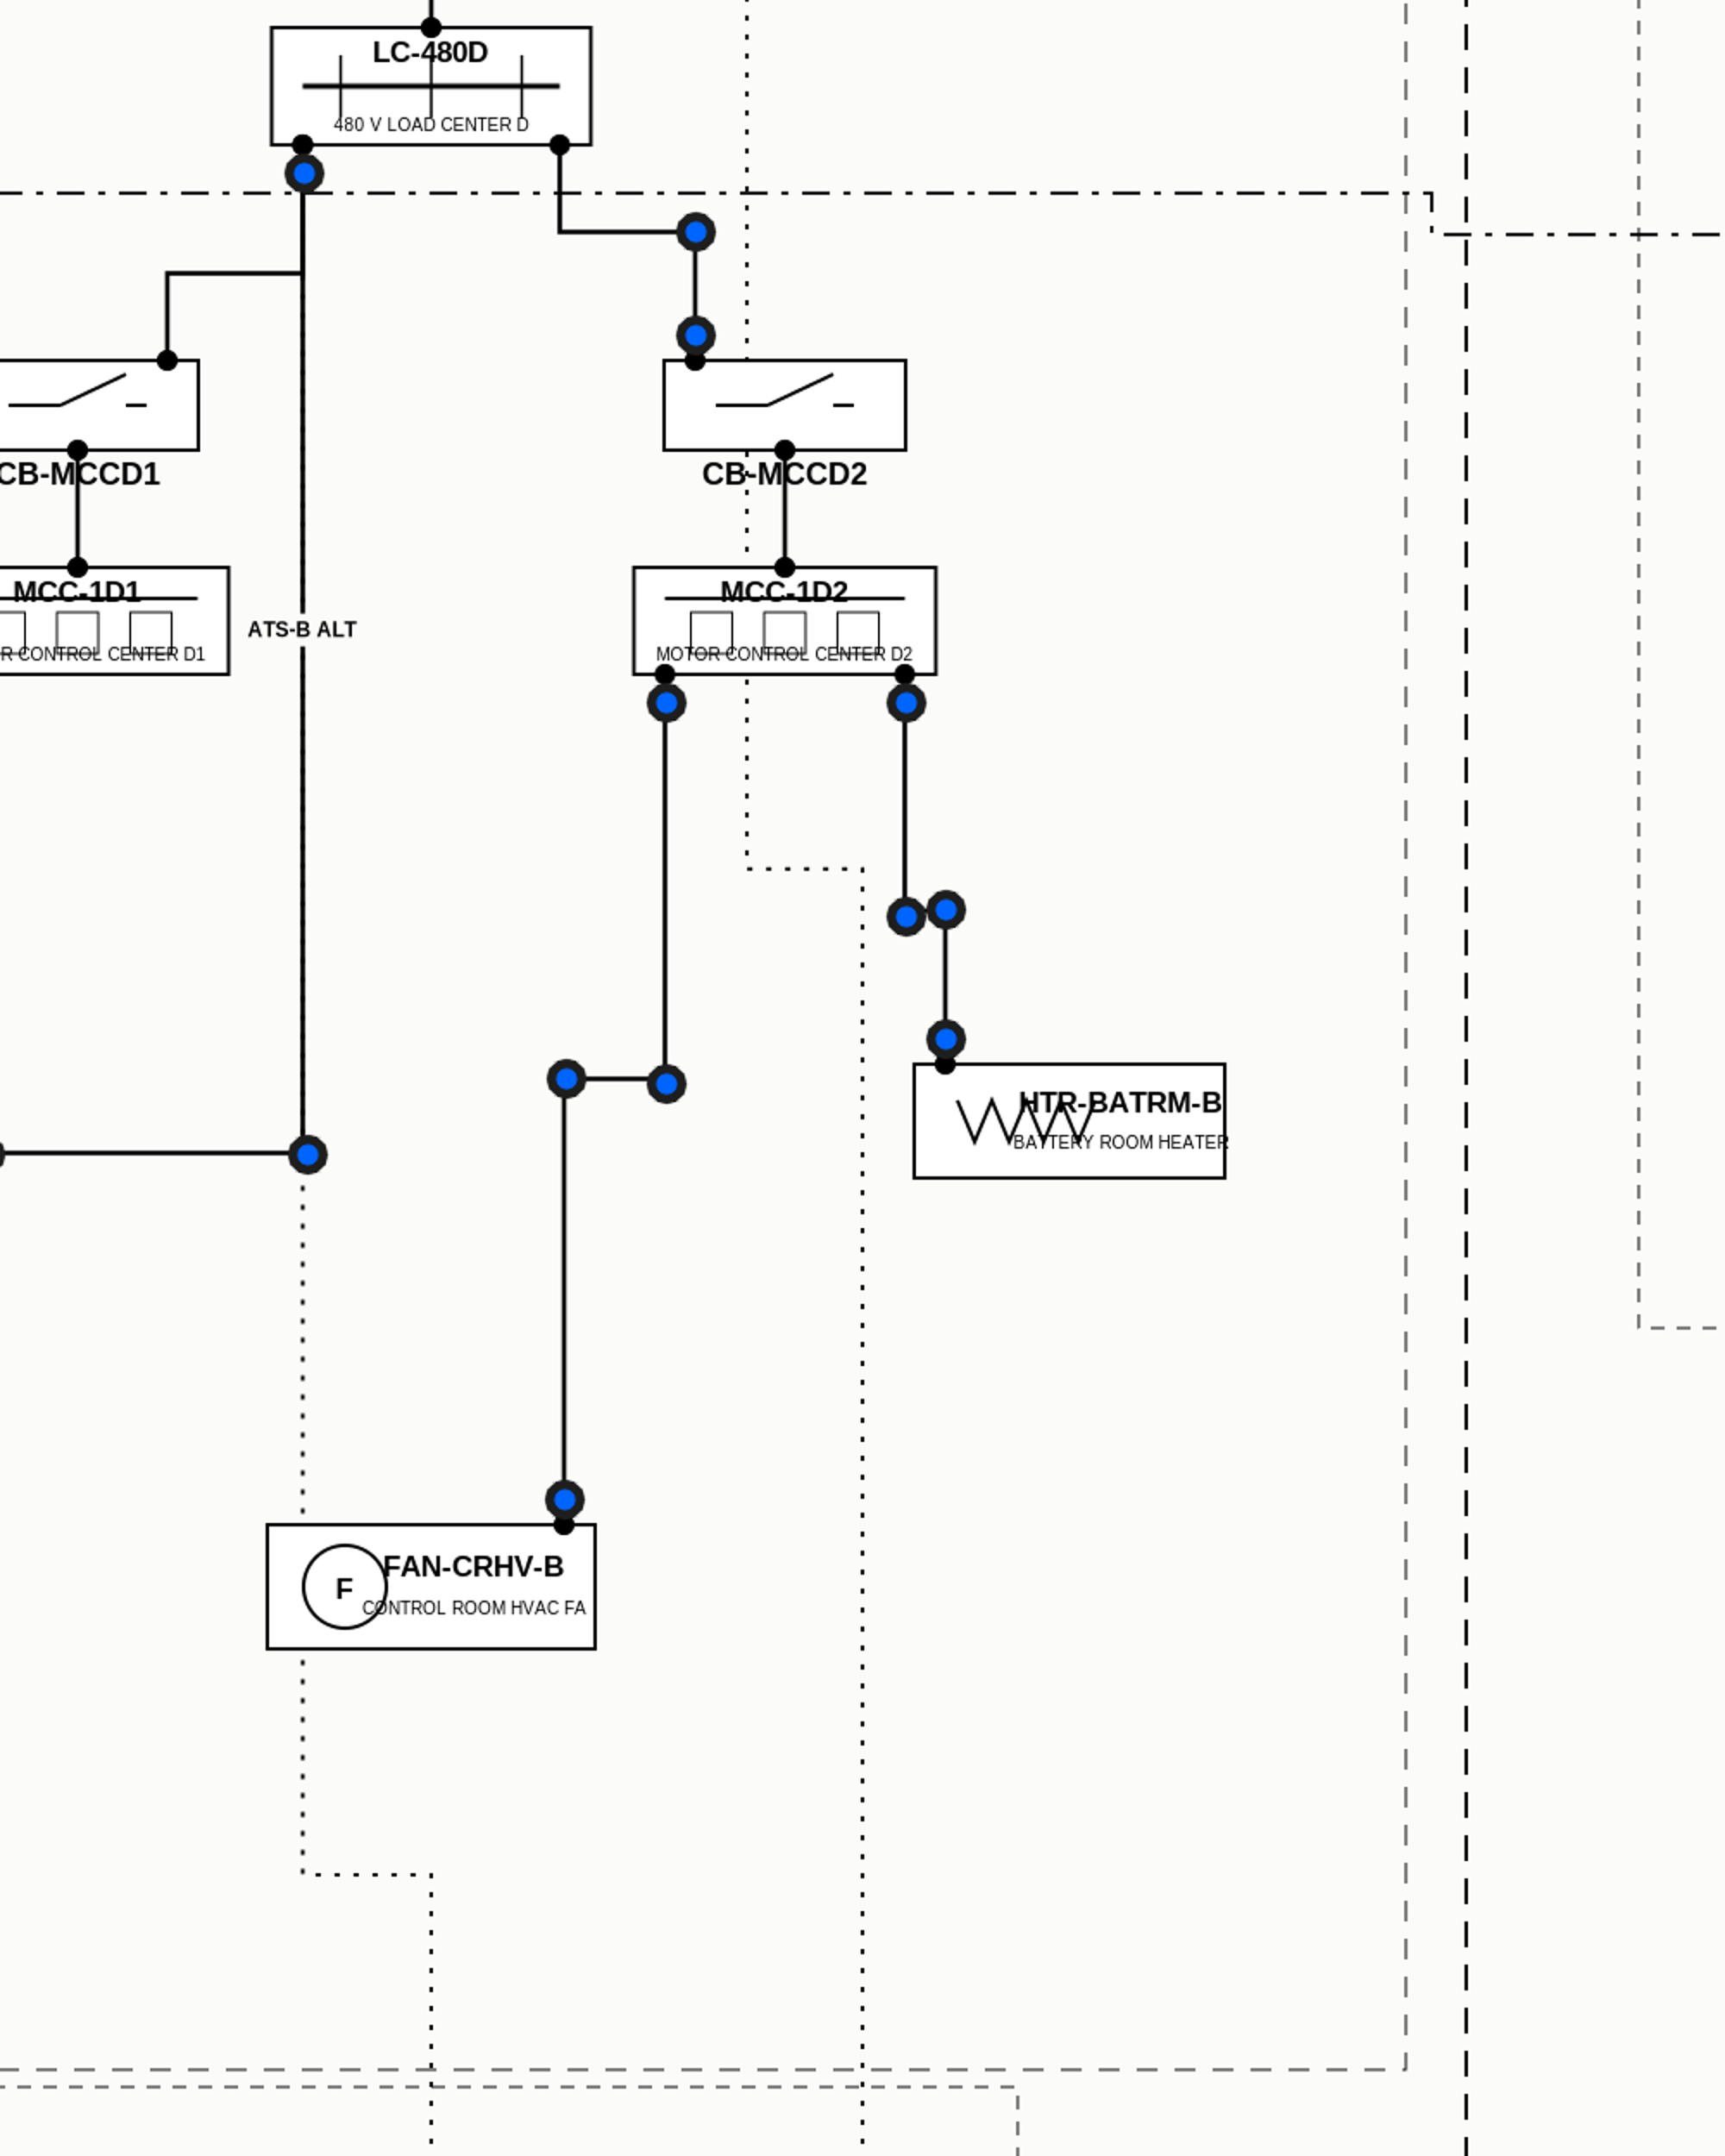 LC-480D
480 V LOAD CENTER D
CB-MCCD1
CB-MCCD2
MCC-1D1
R CONTROL CENTER D1
ATS-B ALT
MCC-1D2
MOTOR CONTROL CENTER D2
HTR-BATRM-B
BATTERY ROOM HEATER
F
FAN-CRHV-B
CONTROL ROOM HVAC FA